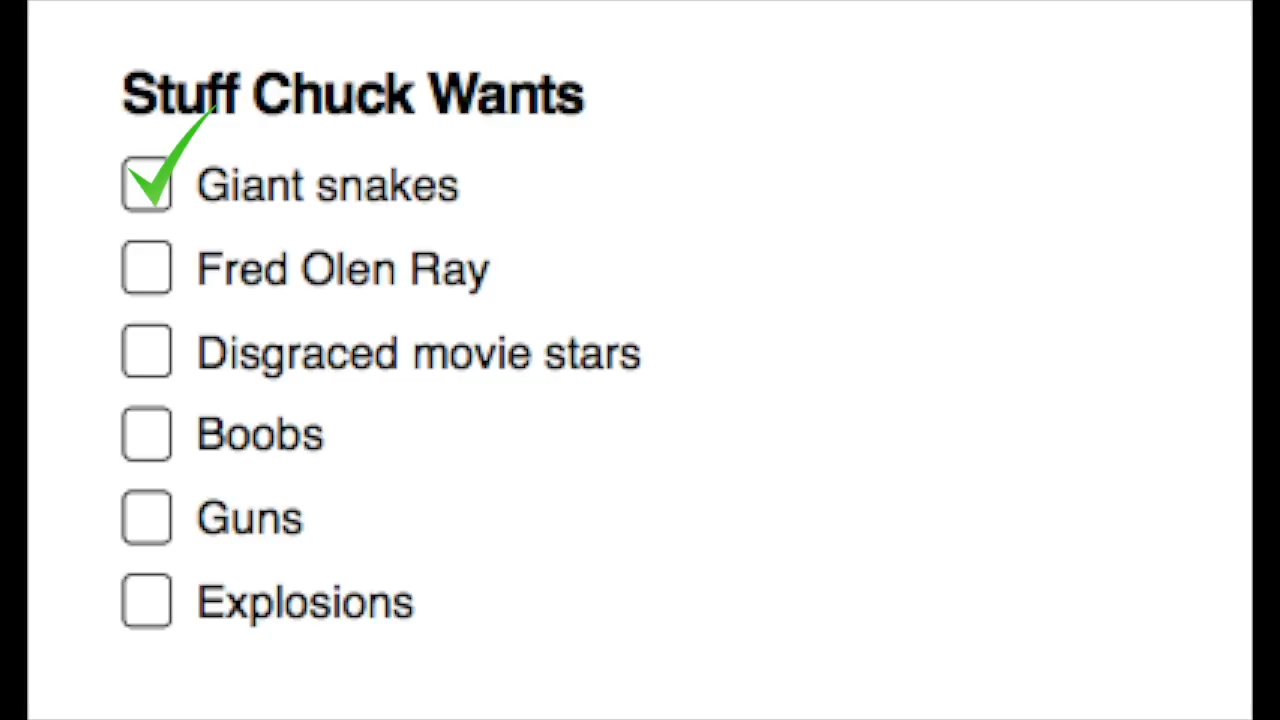 Stuff Chuck Wants
Giant snakes
Fred Olen Ray
Disgraced movie stars
Boobs
Guns
Explosions